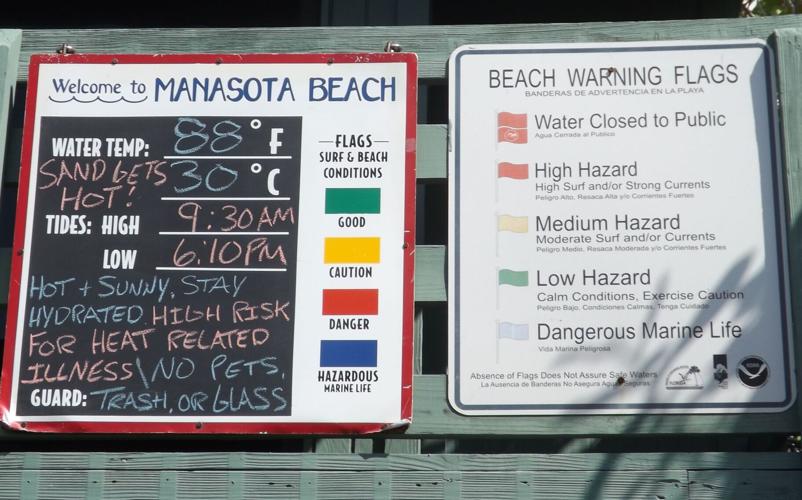 Welcome to MANASOTA BEACH
WATER TEMP: 88° F
SAND GETS HOT! 30° C
TIDES: HIGH 9:30AM
LOW 6:10PM
HOT + SUNNY, STAY
HYDRATED HIGH RISK
FOR HEAT RELATED
ILLNESS\NO PETS,
GUARD: TRASH, OR GLASS
FLAGS
SURF & BEACH
CONDITIONS
GOOD
CAUTION
DANGER
HAZARDOUS
MARINE LIFE
BEACH WARNING FLAGS
BANDERAS DE ADVERTENCIA EN LA PLAYA
Water Closed to Public
Agua Cerrada al Publico
High Hazard
High Surf and/or Strong Currents
Peligro Alto, Resaca Alta y/o Corrientes Fuertes
Medium Hazard
Moderate Surf and/or Currents
Peligro Medio, Resaca Moderada y/o Corrientes Fuertes
Low Hazard
Calm Conditions, Exercise Caution
Peligro Bajo, Condiciones Calmas, Tenga Cuidado
Dangerous Marine Life
Vida Marina Peligrosa
Absence of Flags Does Not Assure Safe Waters
La Ausencia de Banderas No Asegura Aguas Seguras
FLORIDA